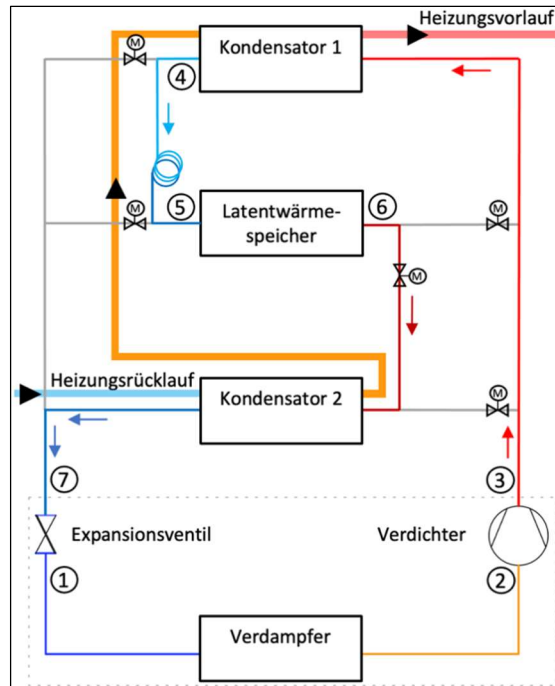 Heizungsvorlauf
M
Kondensator 1
4
5
Latentwärme-
speicher
6
M
M
M
Heizungsrücklauf
Kondensator 2
M
7
3
Expansionsventil
Verdichter
1
2
Verdampfer